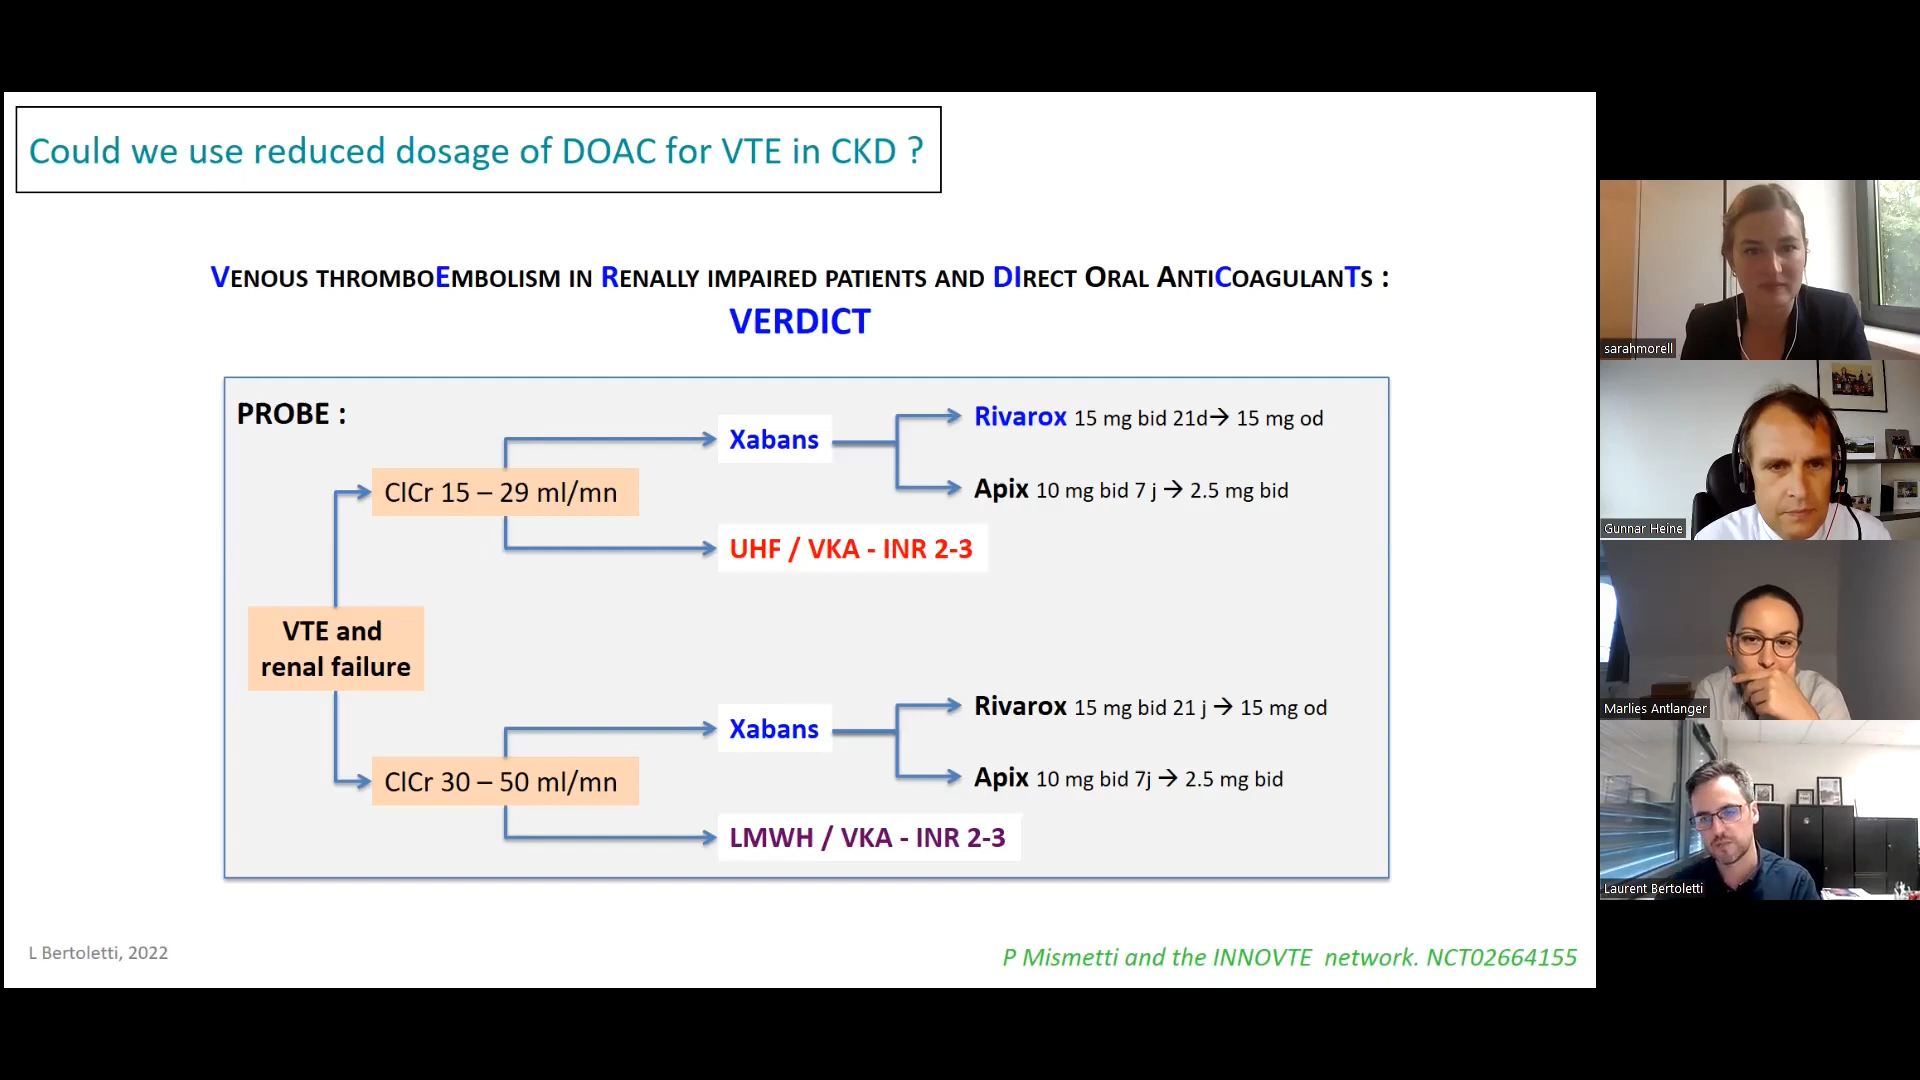 Could we use reduced dosage of DOAC for VTE in CKD ?
VENOUS THROMBOEMBOLISM IN RENALLY IMPAIRED PATIENTS AND DIRECT ORAL ANTICOAGULANTS :
VERDICT
PROBE :
Rivarox 15 mg bid 21d→ 15 mg od
Xabans
ClCr 15 – 29 ml/mn
Apix 10 mg bid 7 j → 2.5 mg bid
UHF / VKA - INR 2-3
VTE and
renal failure
Rivarox 15 mg bid 21 j → 15 mg od
Xabans
ClCr 30 – 50 ml/mn
Apix 10 mg bid 7j → 2.5 mg bid
LMWH / VKA - INR 2-3
L Bertoletti, 2022
P Mismetti and the INNOVTE network. NCT02664155
sarahmorell
Gunnar Heine
Marlies Antlanger
Laurent Bertoletti